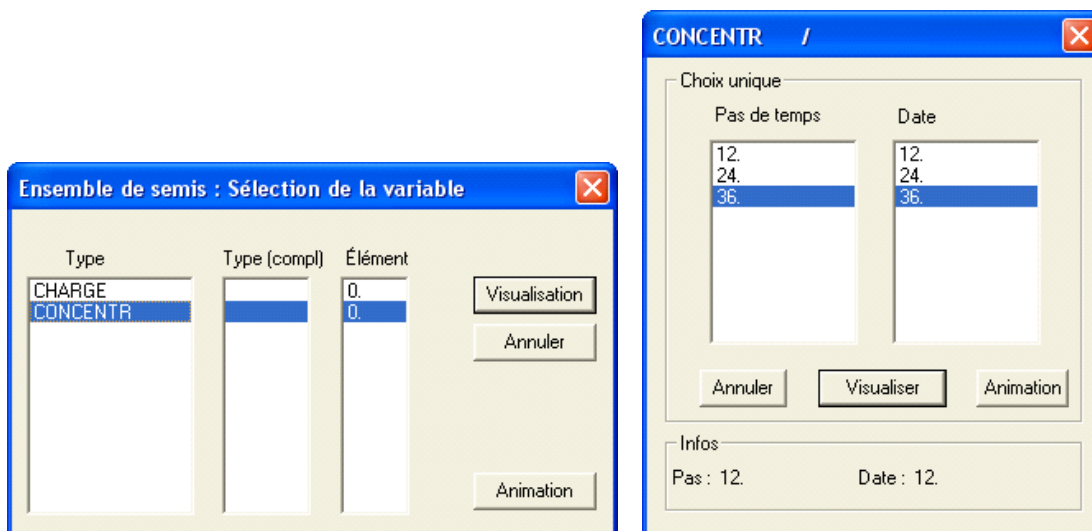 Ensemble de semis : Sélection de la variable
Type Type (compl) Élément
CHARGE 0.
CONCENTR 0.
Visualisation
Annuler
Animation
CONCENTR /
Choix unique
Pas de temps Date
12. 12.
24. 24.
36. 36.
Annuler Visualiser Animation
Infos
Pas : 12. Date : 12.